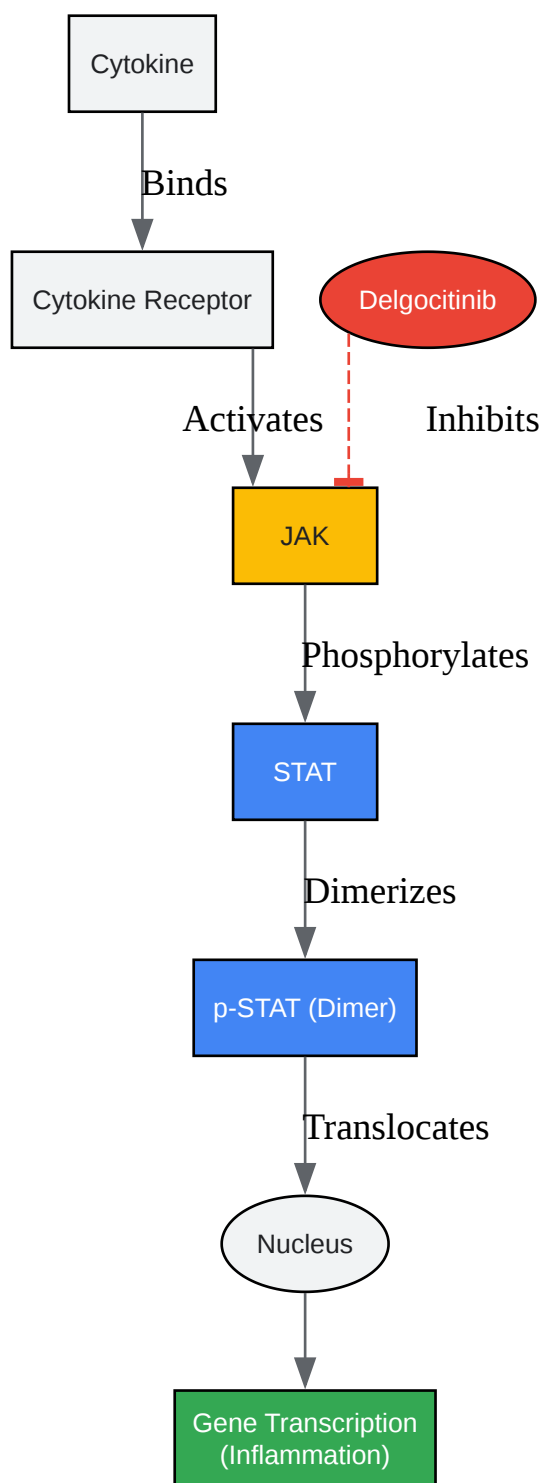 Cytokine
Binds
Cytokine Receptor
Delgocitinib
Activates
Inhibits
JAK
Phosphorylates
STAT
Dimerizes
p-STAT (Dimer)
Translocates
Nucleus
Gene Transcription
(Inflammation)